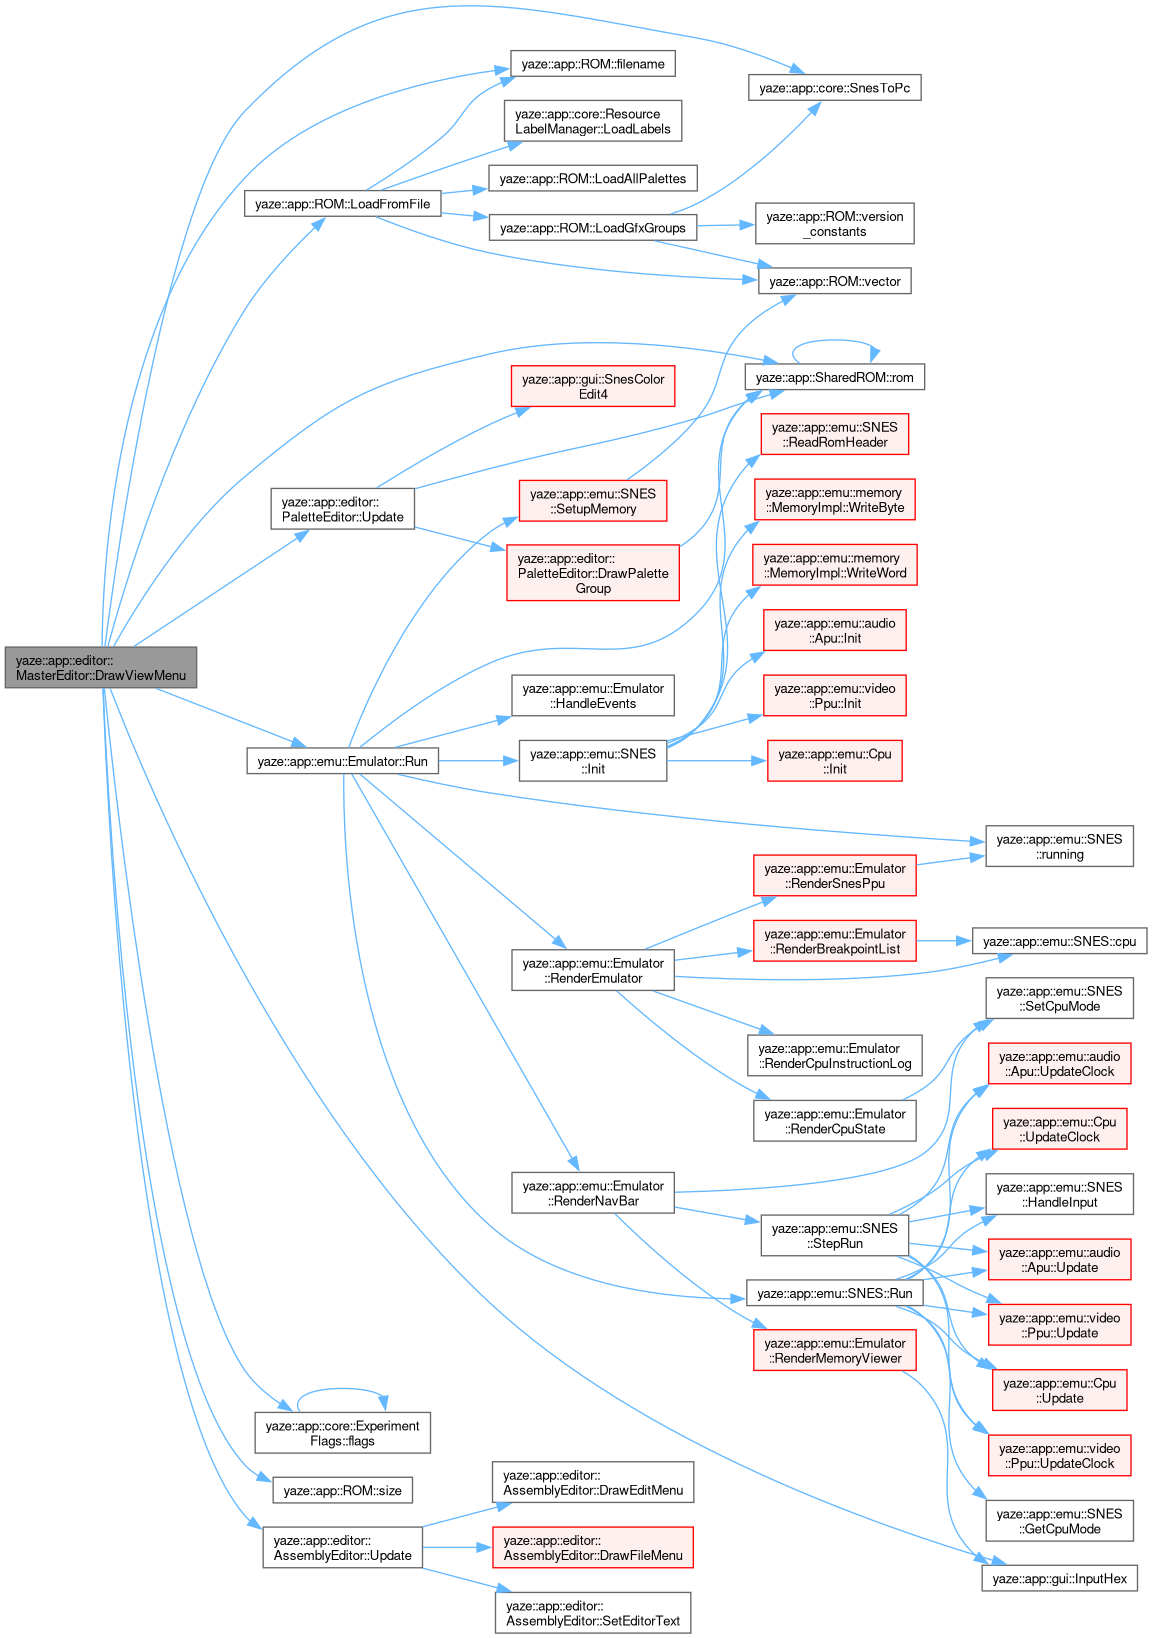 yaze::app::editor::
MasterEditor::DrawViewMenu
yaze::app::ROM::filename
yaze::app::core::SnesToPc
yaze::app::core::Resource
LabelManager::LoadLabels
yaze::app::ROM::LoadAllPalettes
yaze::app::ROM::LoadFromFile
yaze::app::ROM::LoadGfxGroups
yaze::app::ROM::version
_constants
yaze::app::ROM::vector
yaze::app::SharedROM::rom
yaze::app::gui::SnesColor
Edit4
yaze::app::emu::SNES
::ReadRomHeader
yaze::app::editor::
PaletteEditor::Update
yaze::app::emu::SNES
::SetupMemory
yaze::app::emu::memory
::MemoryImpl::WriteByte
yaze::app::editor::
PaletteEditor::DrawPalette
Group
yaze::app::emu::memory
::MemoryImpl::WriteWord
yaze::app::emu::audio
::Apu::Init
yaze::app::emu::Emulator
::HandleEvents
yaze::app::emu::video
::Ppu::Init
yaze::app::emu::Emulator::Run
yaze::app::emu::SNES
::Init
yaze::app::emu::Cpu
::Init
yaze::app::emu::SNES
::running
yaze::app::emu::Emulator
::RenderSnesPpu
yaze::app::emu::Emulator
::RenderBreakpointList
yaze::app::emu::SNES::cpu
yaze::app::emu::Emulator
::RenderEmulator
yaze::app::emu::SNES
::SetCpuMode
yaze::app::emu::Emulator
::RenderCpuInstructionLog
yaze::app::emu::audio
::Apu::UpdateClock
yaze::app::emu::Emulator
::RenderCpuState
yaze::app::emu::Cpu
::UpdateClock
yaze::app::emu::Emulator
::RenderNavBar
yaze::app::emu::SNES
::HandleInput
yaze::app::emu::SNES
::StepRun
yaze::app::emu::audio
::Apu::Update
yaze::app::emu::SNES::Run
yaze::app::emu::video
::Ppu::Update
yaze::app::emu::Emulator
::RenderMemoryViewer
yaze::app::emu::Cpu
::Update
yaze::app::core::Experiment
Flags::flags
yaze::app::emu::video
::Ppu::UpdateClock
yaze::app::ROM::size
yaze::app::editor::
AssemblyEditor::DrawEditMenu
yaze::app::emu::SNES
::GetCpuMode
yaze::app::editor::
AssemblyEditor::Update
yaze::app::editor::
AssemblyEditor::DrawFileMenu
yaze::app::gui::InputHex
yaze::app::editor::
AssemblyEditor::SetEditorText